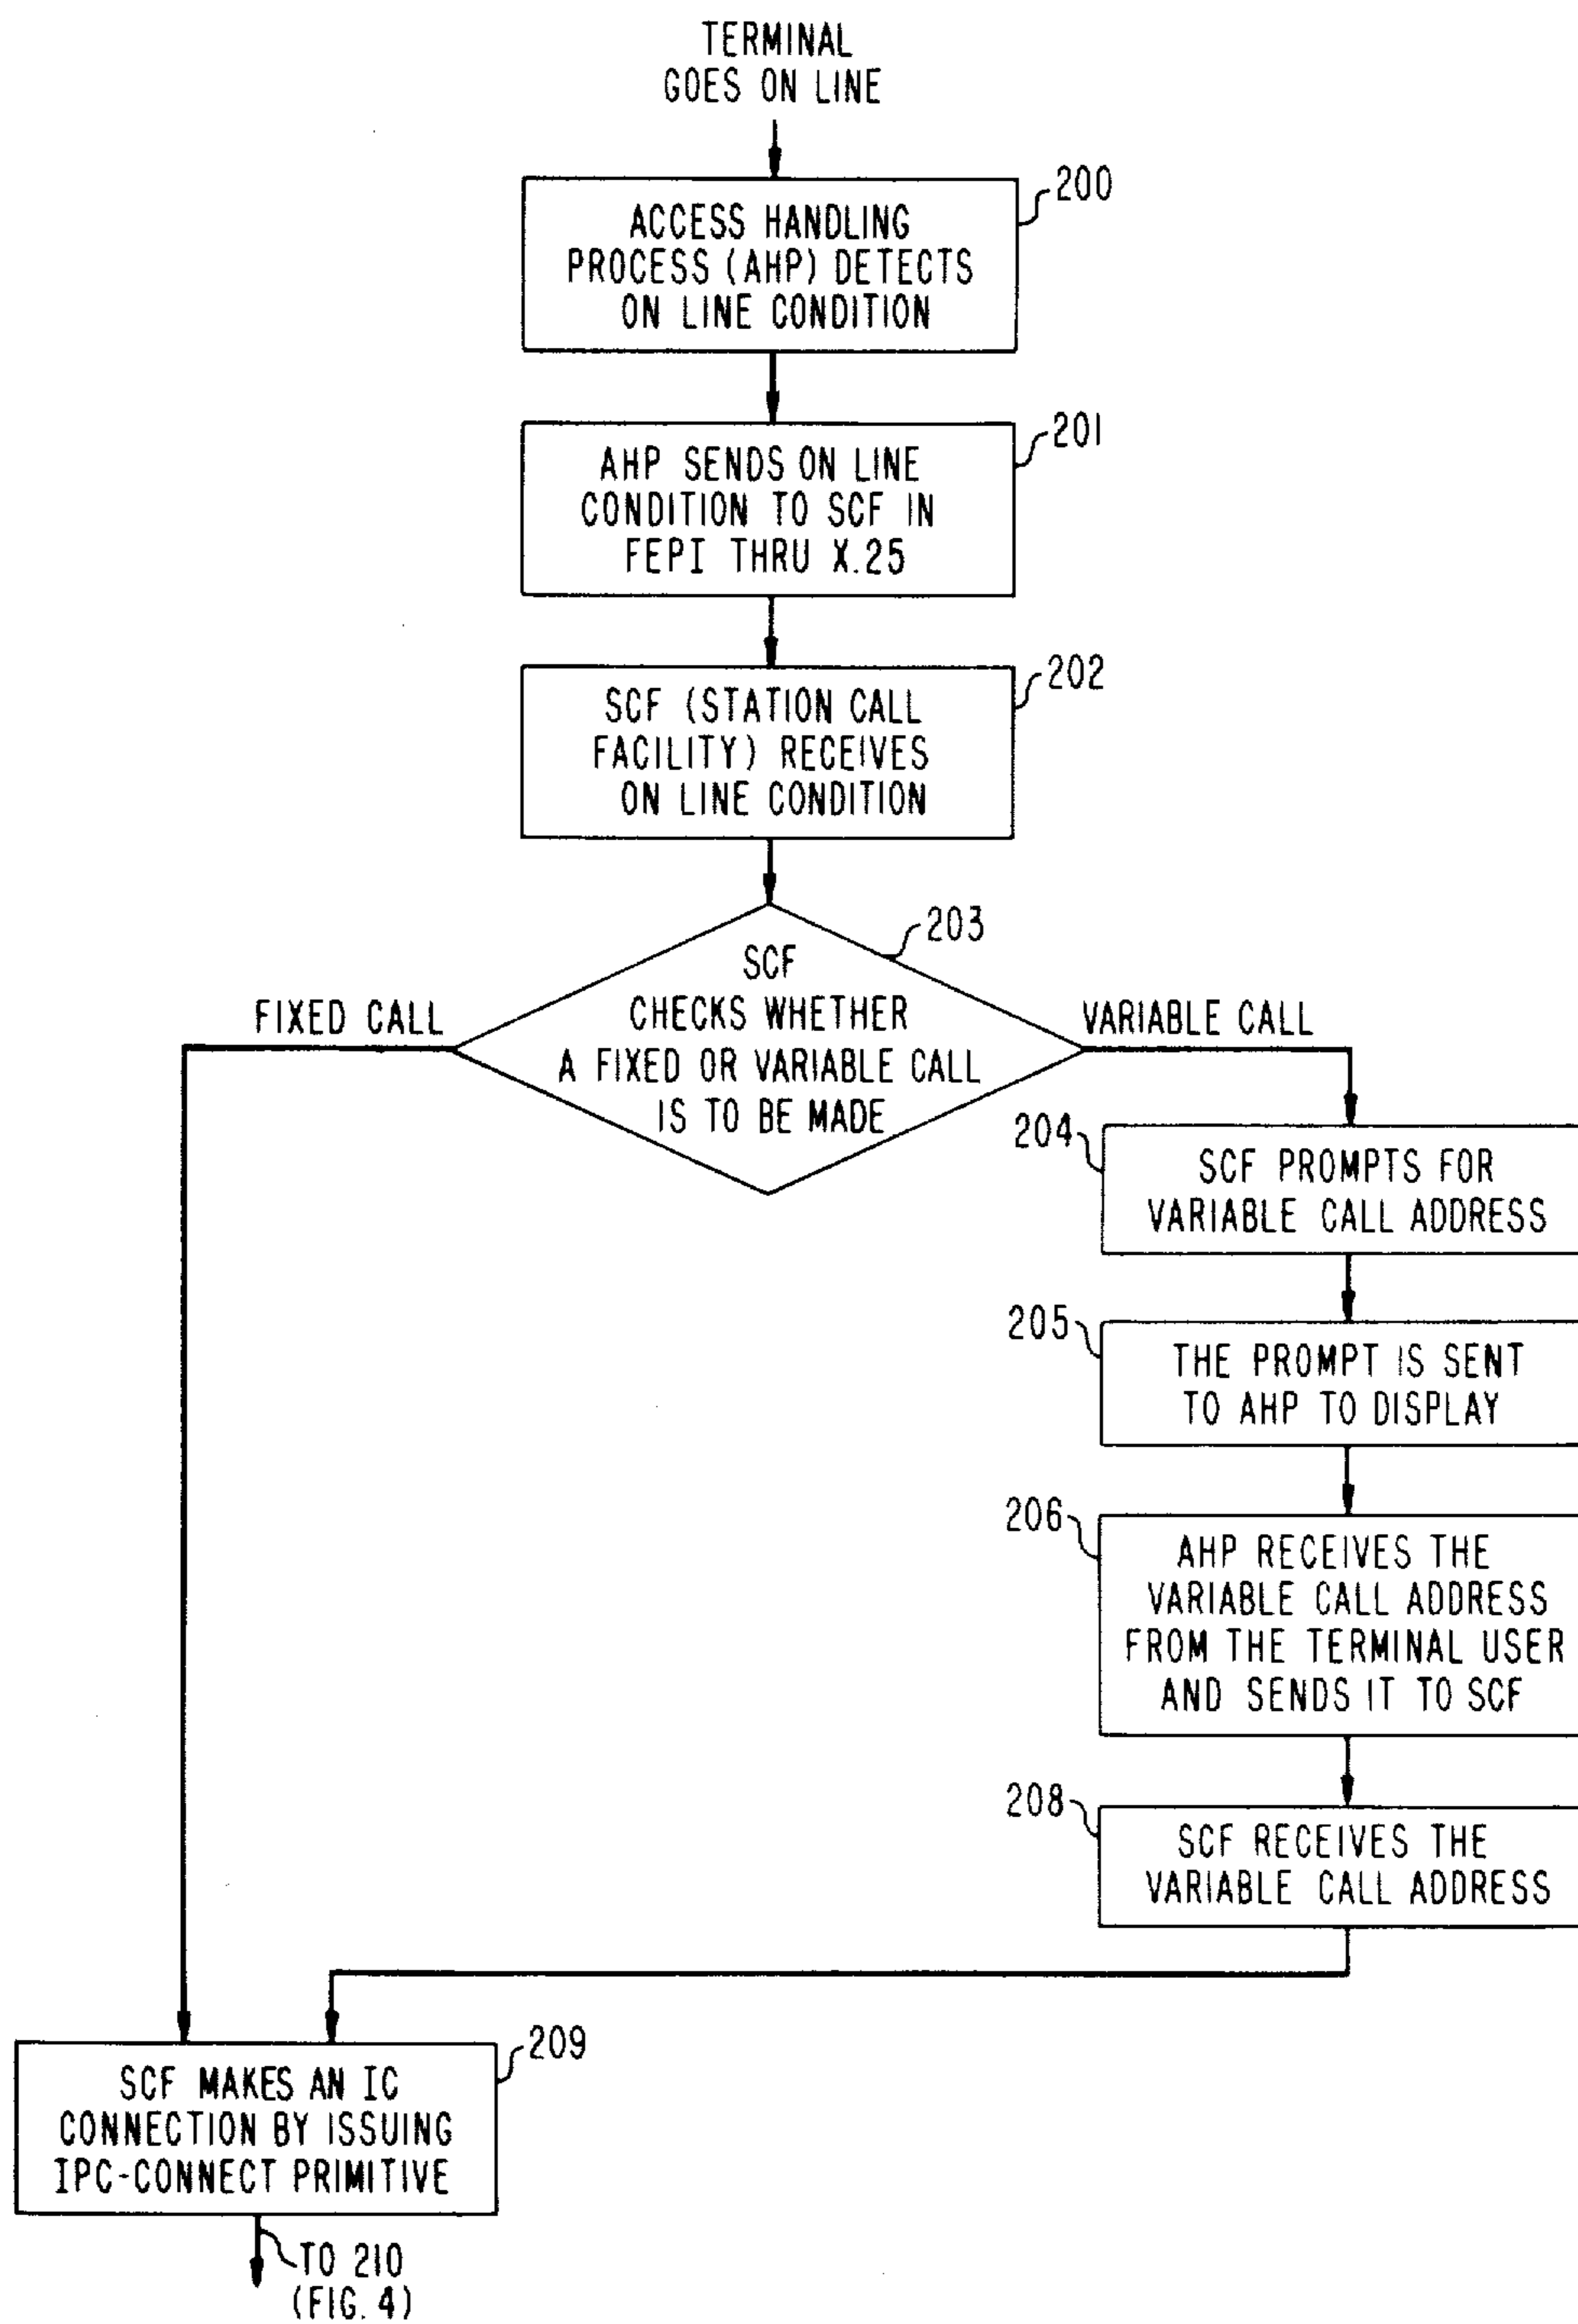 TERMINAL
GOES ON LINE
200
ACCESS HANDLING
PROCESS (AHP) DETECTS
ON LINE CONDITION
201
AHP SENDS ON LINE
CONDITION TO SCF IN
FEPI THRU X.25
202
SCF (STATION CALL
FACILITY) RECEIVES
ON LINE CONDITION
203
SCF
CHECKS WHETHER
A FIXED OR VARIABLE CALL
IS TO BE MADE
FIXED CALL
VARIABLE CALL
204
SCF PROMPTS FOR
VARIABLE CALL ADDRESS
205
THE PROMPT IS SENT
TO AHP TO DISPLAY
206
AHP RECEIVES THE
VARIABLE CALL ADDRESS
FROM THE TERMINAL USER
AND SENDS IT TO SCF
208
SCF RECEIVES THE
VARIABLE CALL ADDRESS
209
SCF MAKES AN IC
CONNECTION BY ISSUING
IPC-CONNECT PRIMITIVE
TO 210
(FIG. 4)